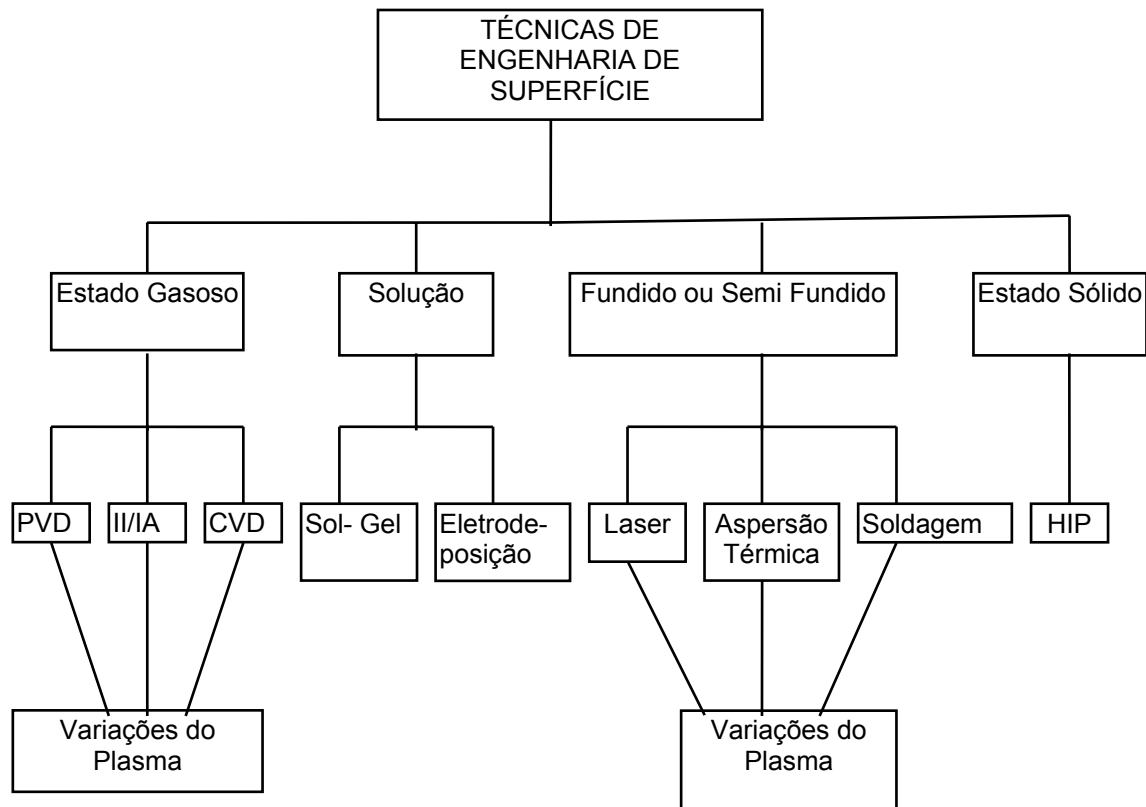 TÉCNICAS DE
ENGENHARIA DE
SUPERFÍCIE
Estado Gasoso
Solução
Fundido ou Semi Fundido
Estado Sólido
PVD
II/IA
CVD
Sol- Gel
Eletrode-
posição
Laser
Aspersão
Térmica
Soldagem
HIP
Variações do
Plasma
Variações do
Plasma